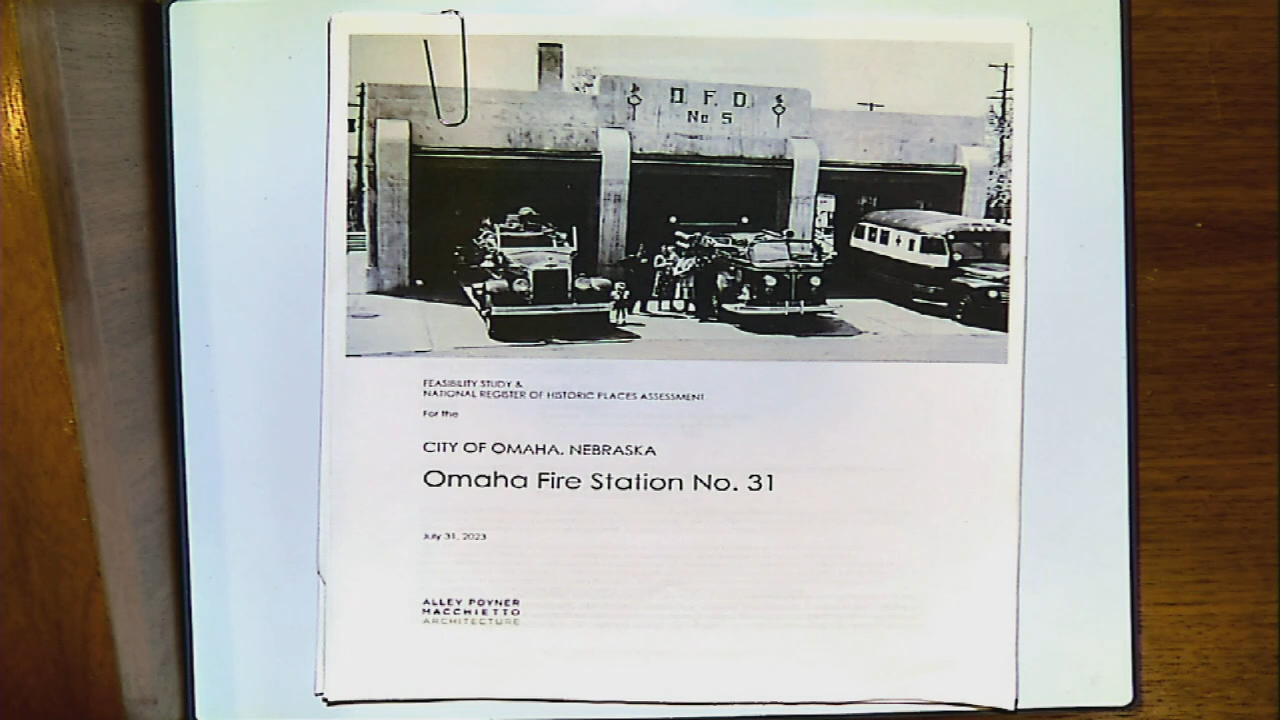 O. F. D.
No 5
FEASIBILITY STUDY &
NATIONAL REGISTER OF HISTORIC PLACES ASSESSMENT
For the
CITY OF OMAHA, NEBRASKA
Omaha Fire Station No. 31
July 31, 2023
ALLEY POYNER
MACCHIETTO
ARCHITECTURE